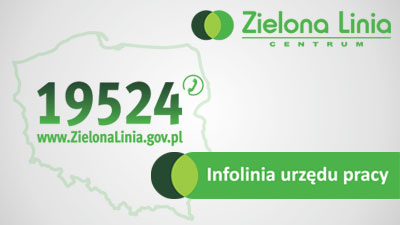 Zielona Linia
CENTRUM
19524
www.ZielonaLinia.gov.pl
Infolinia urzędu pracy